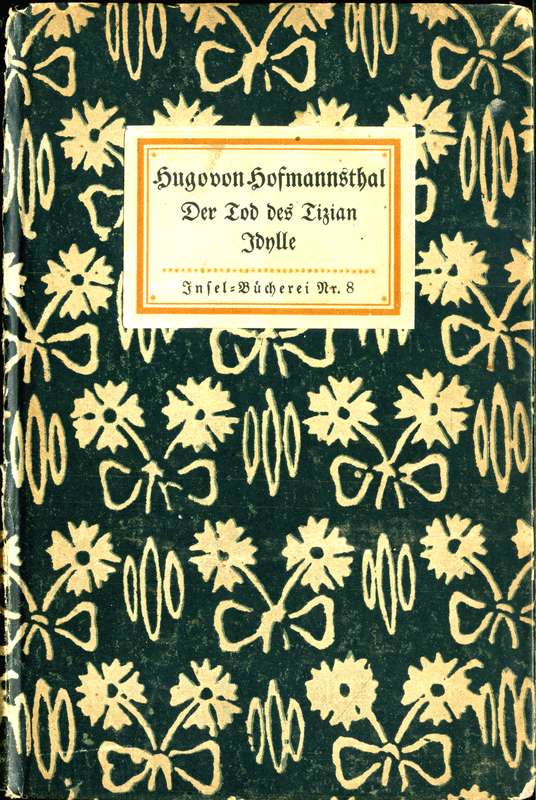 Hugo von Hofmannsthal
Der Tod des Tizian
Idylle
Insel-Bücherei Nr. 8